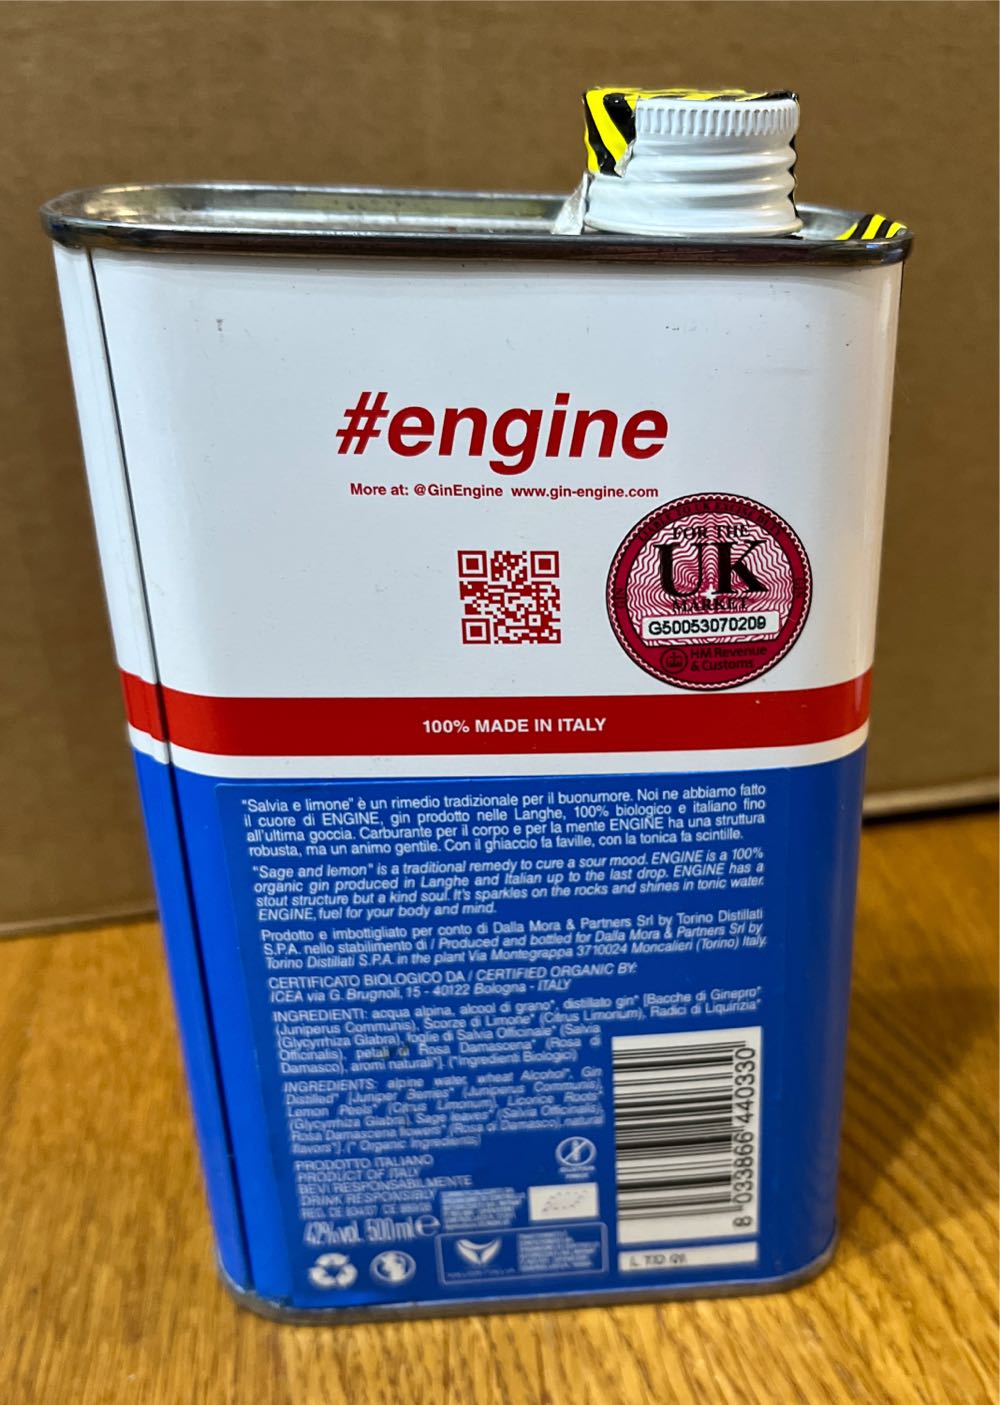 #engine
More at: @GinEngine www.gin-engine.com
FOR THE
UK
MARKET
G50053070209
HM Revenue
& Customs
100% MADE IN ITALY
"Salvia e limone" è un rimedio tradizionale per il buonumore. Noi ne abbiamo fatto
il cuore di ENGINE, gin prodotto nelle Langhe, 100% biologico e italiano fino
all'ultima goccia. Carburante per il corpo e per la mente ENGINE ha una struttura
robusta, ma un animo gentile. Con il ghiaccio fa faville, con la tonica fa scintille.
"Sage and lemon" is a traditional remedy to cure a sour mood. ENGINE is a 100%
organic gin produced in Langhe and Italian up to the last drop. ENGINE has a
stout structure but a kind soul. It's sparkles on the rocks and shines in tonic water.
ENGINE, fuel for your body and mind.
Prodotto e imbottigliato per conto di Dalla Mora & Partners Srl by Torino Distillati
S.P.A. nello stabilimento di / Produced and bottled for Dalla Mora & Partners Srl by
Torino Distillati S.P.A. in the plant Via Montegrappa 37 10024 Moncalieri (Torino) Italy.
CERTIFICATO BIOLOGICO DA / CERTIFIED ORGANIC BY:
ICEA via G. Brugnoli, 15 - 40122 Bologna - ITALY
INGREDIENTI: acqua alpina, alcool di grano*, distillato gin* [Bacche di Ginepro*
(Juniperus Communis), Scorze di Limone* (Citrus Limonum), Radici di Liquirizia*
(Glycyrrhiza Glabra), foglie di Salvia Officinale* (Salvia
Officinalis), petali di Rosa Damascena* (Rosa di
Damasco), aromi naturali*] (*Ingredienti Biologici)
INGREDIENTS: alpine water, wheat Alcohol*, Gin
Distilled* [Juniper Berries* (Juniperus Communis),
Lemon Peels* (Citrus Limonum), Licorice Roots*
(Glycyrrhiza Glabra), Sage leaves* (Salvia Officinalis),
Rosa Damascena flowers* (Rosa di Damasco), natural
flavors*] (* Organic Ingredients)
PRODOTTO ITALIANO
PRODUCT OF ITALY
BEVI RESPONSABILMENTE
DRINK RESPONSIBLY
42%vol. 500ml e
8 033866 440330